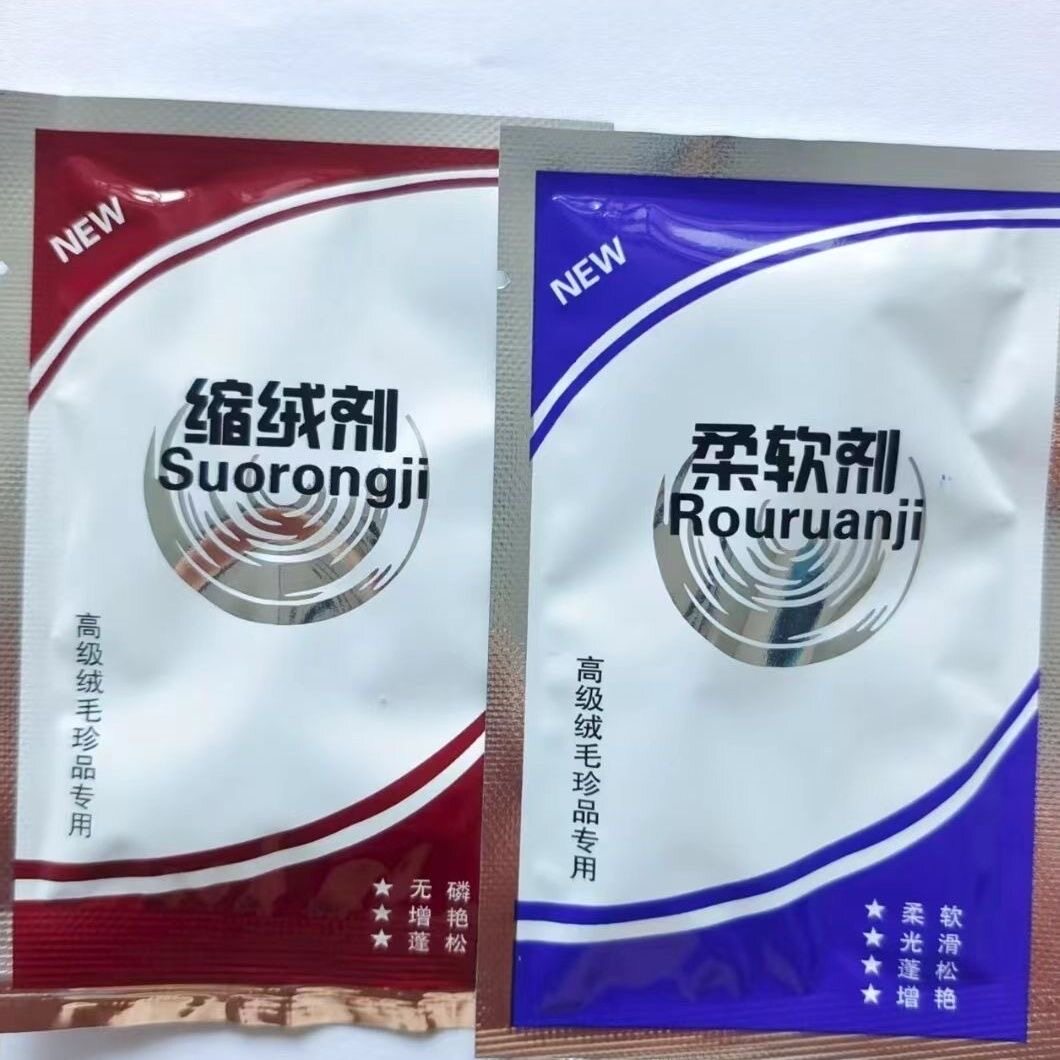 NEW
缩绒剂
Suorongji
高级绒毛珍品专用
★ 无磷
★ 增艳
★ 蓬松
NEW
柔软剂
Rouruanji
高级绒毛珍品专用
★ 柔软
★ 光滑
★ 蓬松
★ 增艳